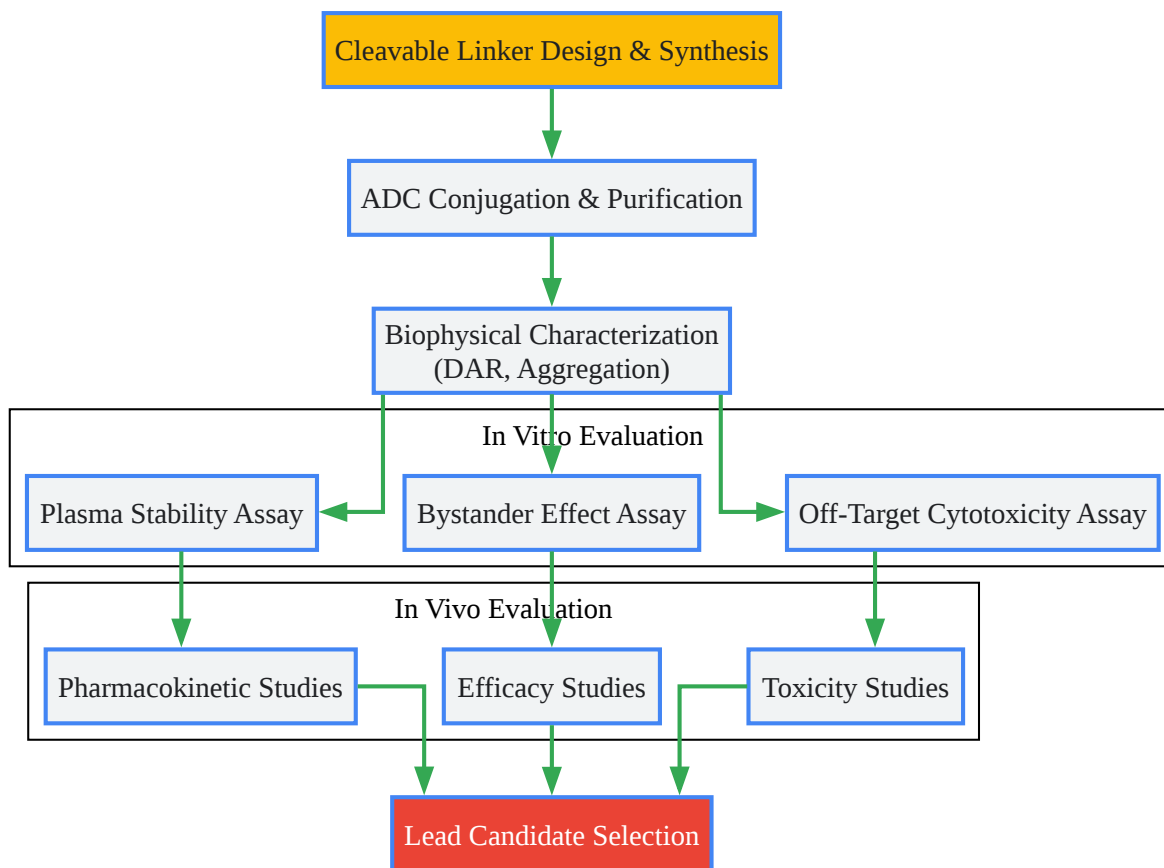 Cleavable Linker Design & Synthesis
ADC Conjugation & Purification
Biophysical Characterization
(DAR, Aggregation)
In Vitro Evaluation
Plasma Stability Assay
Bystander Effect Assay
Off-Target Cytotoxicity Assay
In Vivo Evaluation
Pharmacokinetic Studies
Efficacy Studies
Toxicity Studies
Lead Candidate Selection